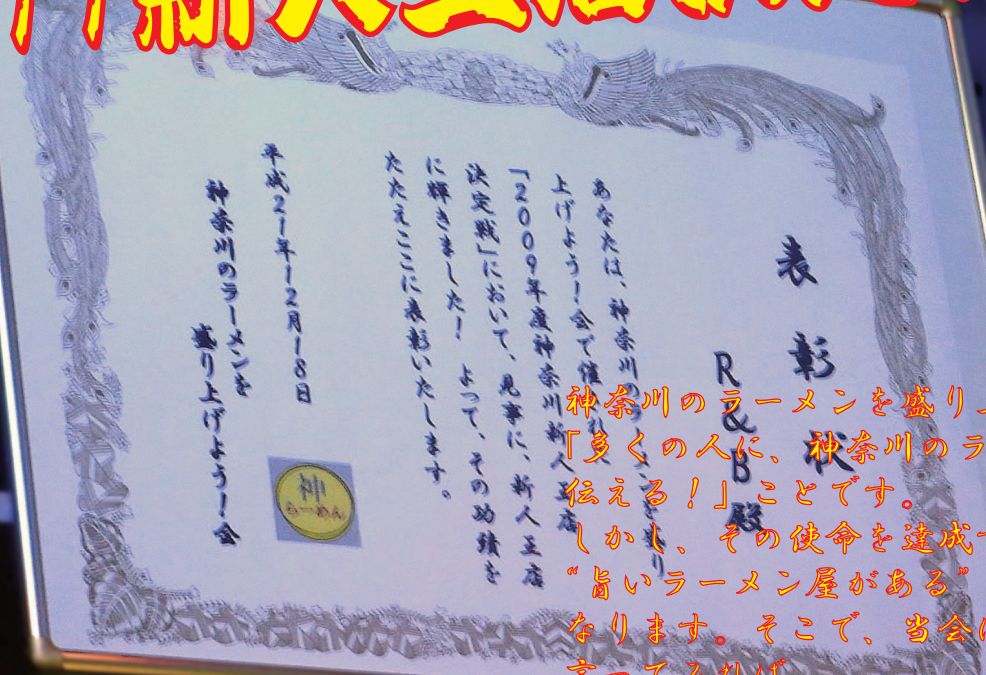 新人王店
表彰状
R&B殿
あなたは、神奈川のラーメンを盛り
上げよう!会で催された
「2009年度神奈川新人王店
決定戦」において、見事に、新人王店
に輝きました! よって、その功績を
たたえここに表彰いたします。
平成21年12月18日
神奈川のラーメンを
盛り上げよう!会
神
らーめん
神奈川のラーメンを盛り
「多くの人に、神奈川のラ
伝える!」ことです。
しかし、その使命を達成
“旨いラーメン屋がある”
なります。そこで、当会